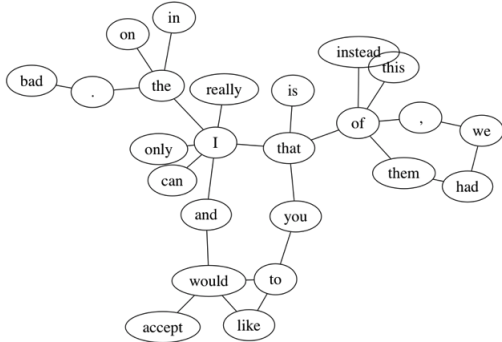 in
on
instead
this
bad
.
the
really
is
of
,
we
only
I
that
can
them
had
and
you
would
to
accept
like